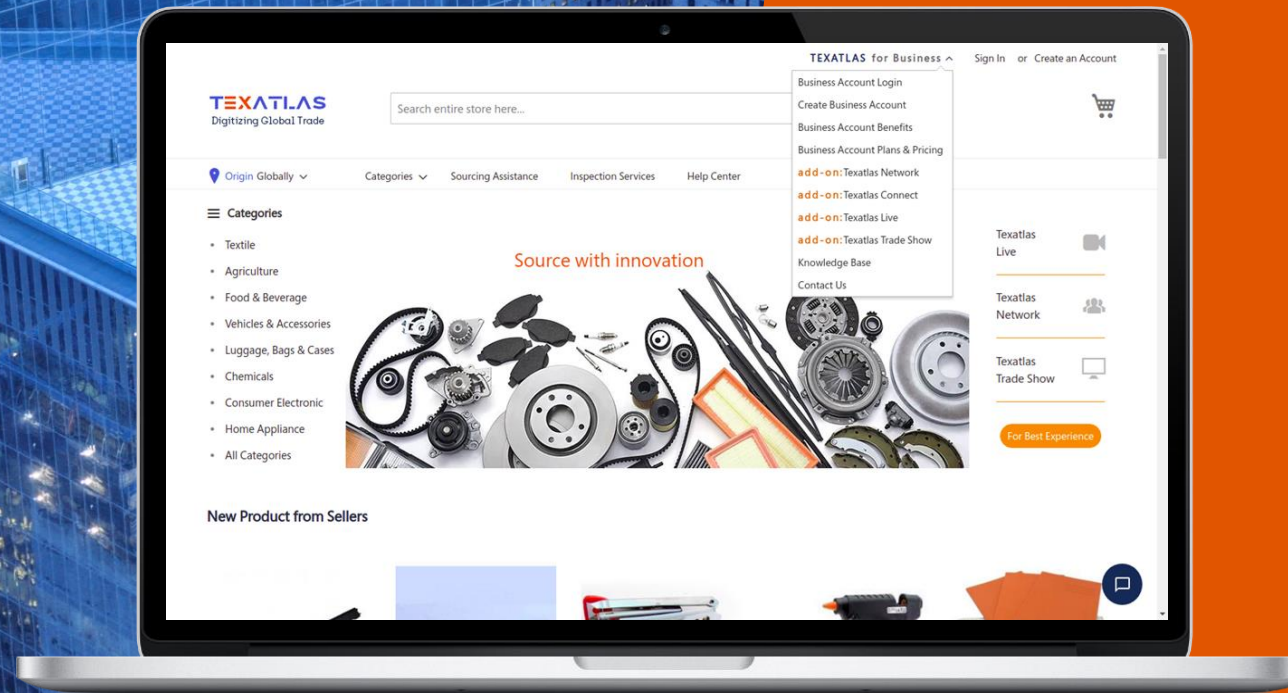 TEXATLAS for Business
Sign In or Create an Account
Business Account Login
Create Business Account
Business Account Benefits
Business Account Plans & Pricing
add-on:Texatlas Network
add-on:Texatlas Connect
add-on:Texatlas Live
add-on:Texatlas Trade Show
Knowledge Base
Contact Us
TEXATLAS
Digitizing Global Trade
Search entire store here...
Origin Globally
Categories
Sourcing Assistance
Inspection Services
Help Center
Categories
Textile
Agriculture
Food & Beverage
Vehicles & Accessories
Luggage, Bags & Cases
Chemicals
Consumer Electronic
Home Appliance
All Categories
Source with innovation
Texatlas
Live
Texatlas
Network
Texatlas
Trade Show
For Best Experience
New Product from Sellers